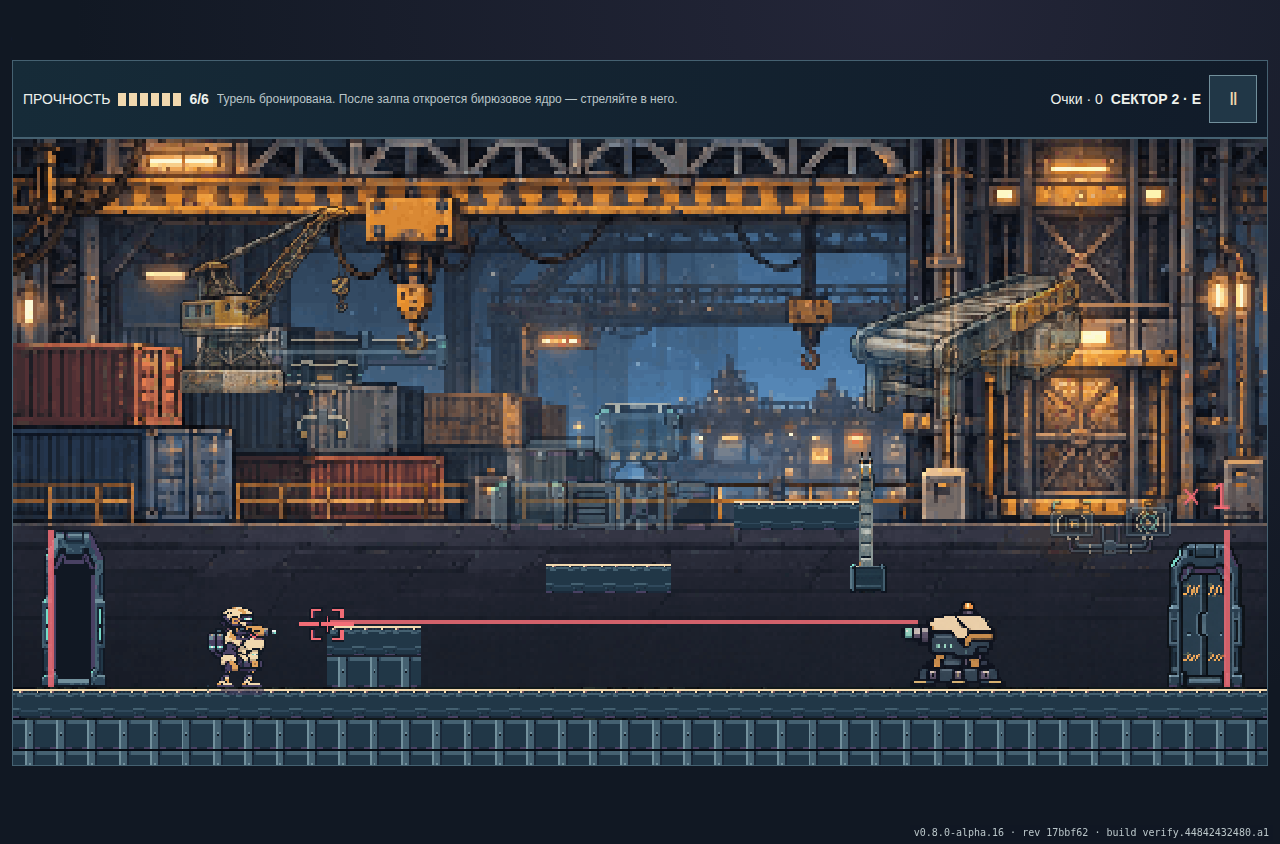 ПРОЧНОСТЬ 6/6 Турель бронирована. После залпа откроется бирюзовое ядро — стреляйте в него. Очки · 0 СЕКТОР 2 · E II
× 1
v0.8.0-alpha.16 · rev 17bbf62 · build verify.44842432480.a1